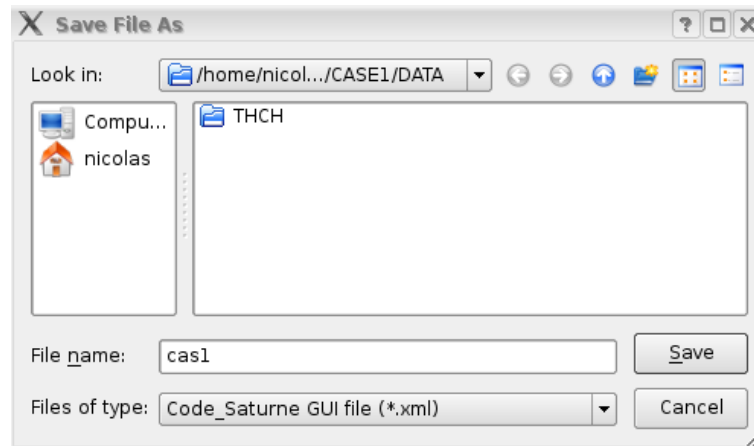 Save File As
Look in: /home/nicol.../CASE1/DATA
Compu...
nicolas
THCH
File name: cas1
Save
Files of type: Code_Saturne GUI file (*.xml)
Cancel